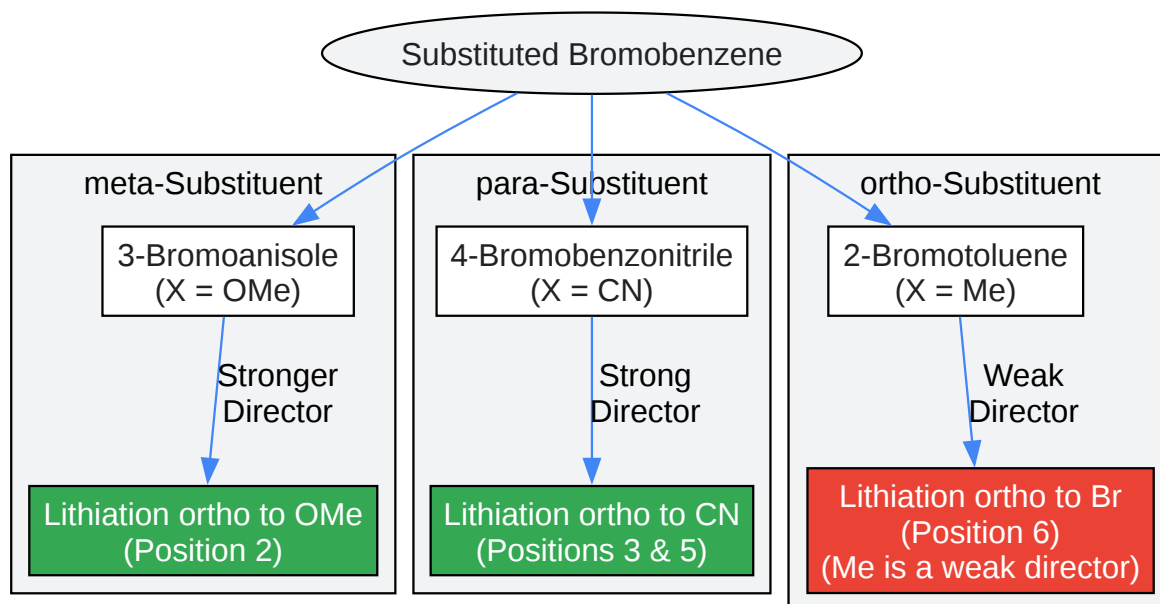 Substituted Bromobenzene
meta-Substituent
3-Bromoanisole
(X = OMe)
Stronger
Director
Lithiation ortho to OMe
(Position 2)
para-Substituent
4-Bromobenzonitrile
(X = CN)
Strong
Director
Lithiation ortho to CN
(Positions 3 & 5)
ortho-Substituent
2-Bromotoluene
(X = Me)
Weak
Director
Lithiation ortho to Br
(Position 6)
(Me is a weak director)